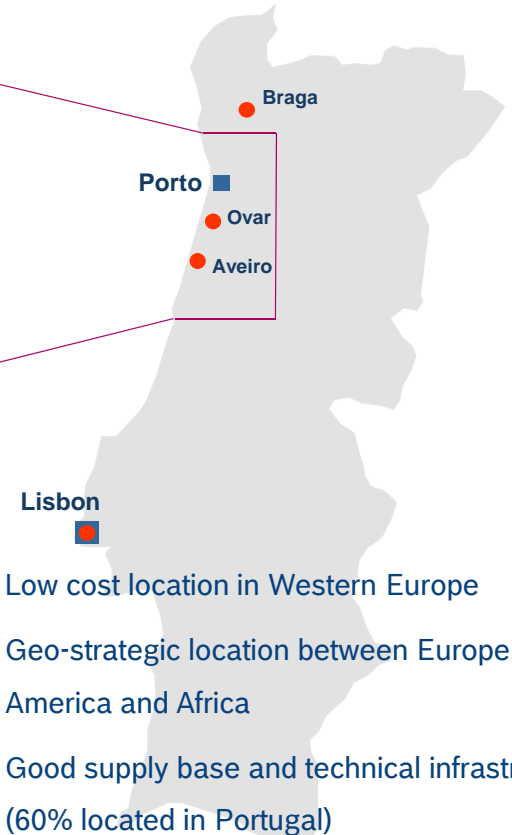 Braga
Porto
Ovar
Aveiro
Lisbon
Low cost location in Western Europe
Geo-strategic location between Europe
America and Africa
Good supply base and technical
(60% located in Portugal)